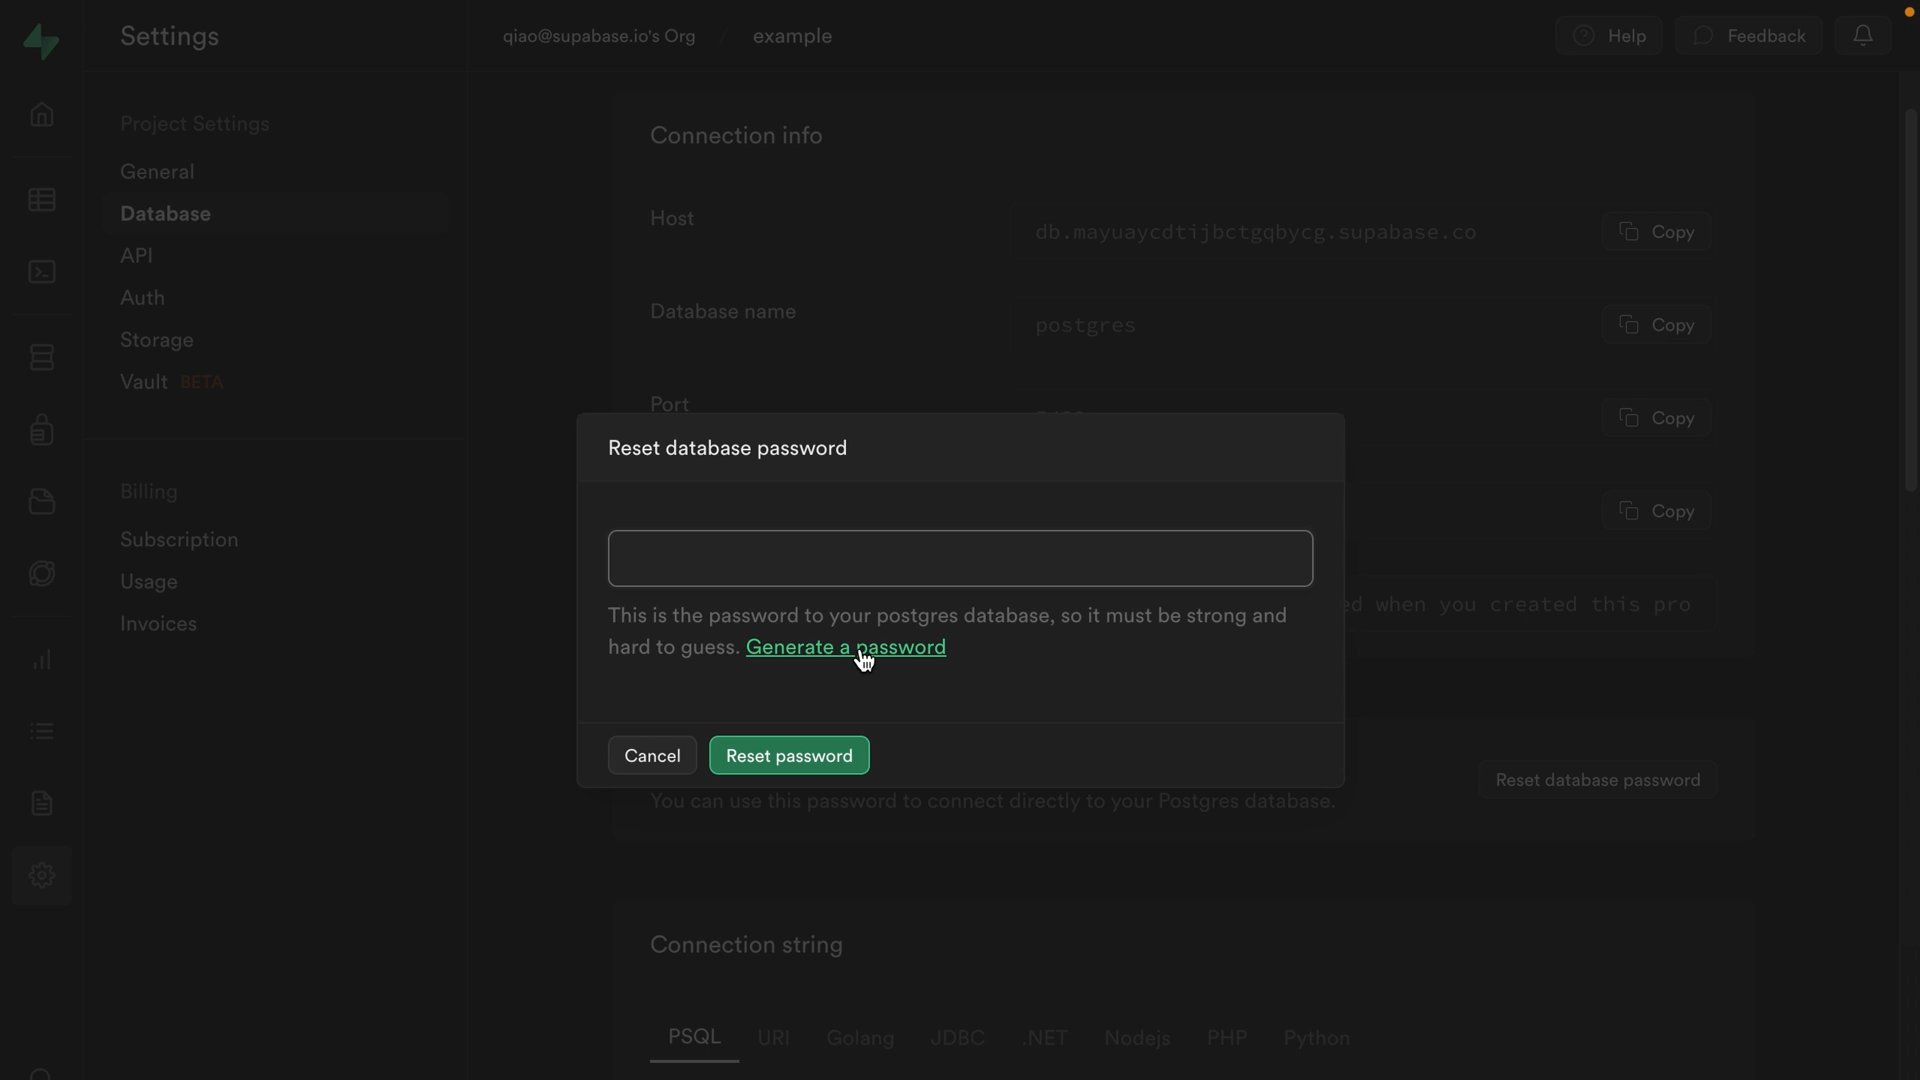 Settings
qiao@supabase.io's Org / example
Help
Feedback
Project Settings
General
Database
API
Auth
Storage
Vault BETA
Billing
Subscription
Usage
Invoices
Connection info
Host
db.mayuaycdtijbctgqbycg.supabase.co
Copy
Database name
postgres
Copy
Port
Copy
Copy
ed when you created this pro
Reset database password
This is the password to your postgres database, so it must be strong and
hard to guess. Generate a password
Cancel
Reset password
You can use this password to connect directly to your Postgres database.
Reset database password
Connection string
PSQL URI Golang JDBC .NET Nodejs PHP Python